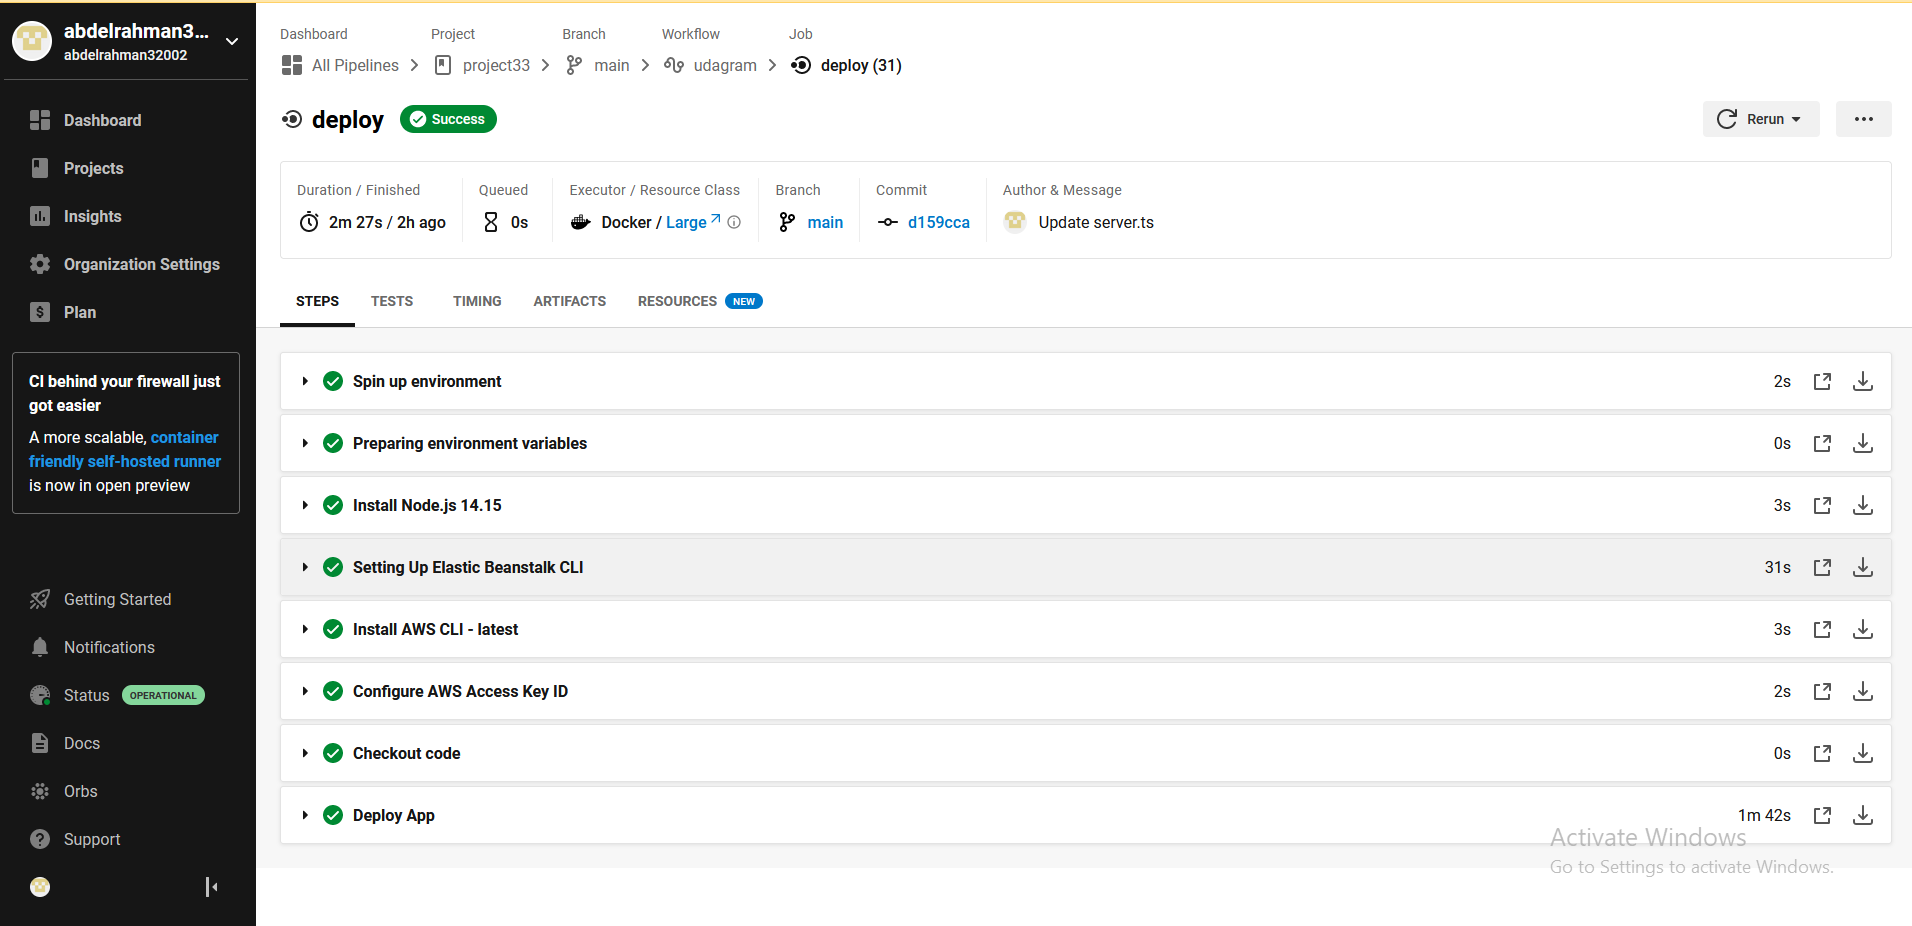 abdelrahman3...
abdelrahman32002
Dashboard
Projects
Insights
Organization Settings
Plan
CI behind your firewall just
got easier
A more scalable, container
friendly self-hosted runner
is now in open preview
Getting Started
Notifications
Status OPERATIONAL
Docs
Orbs
Support
Dashboard Project Branch Workflow Job
All Pipelines project33 main udagram deploy (31)
deploy Success Rerun
Duration / Finished Queued Executor / Resource Class Branch Commit Author & Message
2m 27s / 2h ago 0s Docker / Large main d159cca Update server.ts
STEPS TESTS TIMING ARTIFACTS RESOURCES NEW
Spin up environment 2s
Preparing environment variables 0s
Install Node.js 14.15 3s
Setting Up Elastic Beanstalk CLI 31s
Install AWS CLI - latest 3s
Configure AWS Access Key ID 2s
Checkout code 0s
Deploy App 1m 42s
Activate Windows
Go to Settings to activate Windows.